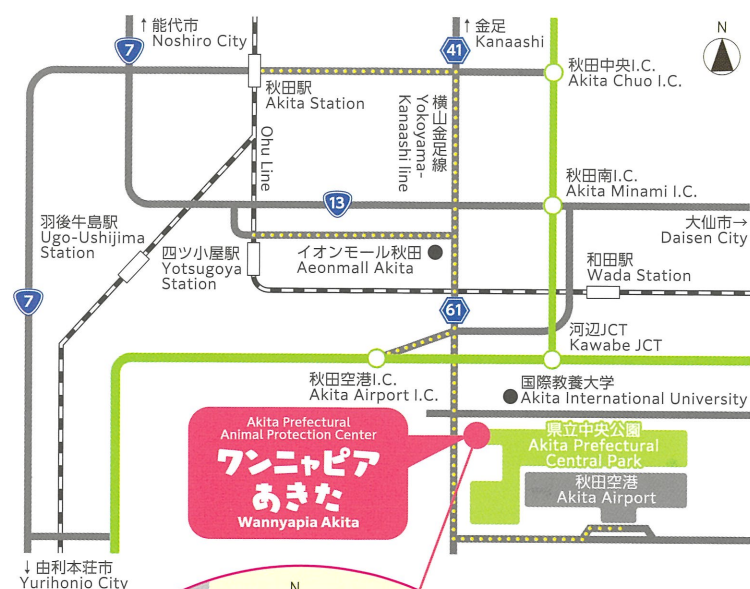 ↑能代市
Noshiro City
↑金足
Kanaashi
N
7
41
秋田駅
Akita Station
秋田中央I.C.
Akita Chuo I.C.
横山金足線
Yokoyama-
Kanaashi line
Ohu Line
秋田南I.C.
Akita Minami I.C.
13
大仙市→
Daisen City
羽後牛島駅
Ugo-Ushijima
Station
四ツ小屋駅
Yotsugoya
Station
イオンモール秋田
Aeonmall Akita
和田駅
Wada Station
7
61
河辺JCT
Kawabe JCT
秋田空港I.C.
Akita Airport I.C.
国際教養大学
Akita International University
Akita Prefectural
Animal Protection Center
ワンニャピア
あきた
Wannyapia Akita
県立中央公園
Akita Prefectural
Central Park
秋田空港
Akita Airport
↓由利本荘市
Yurihonjo City
N